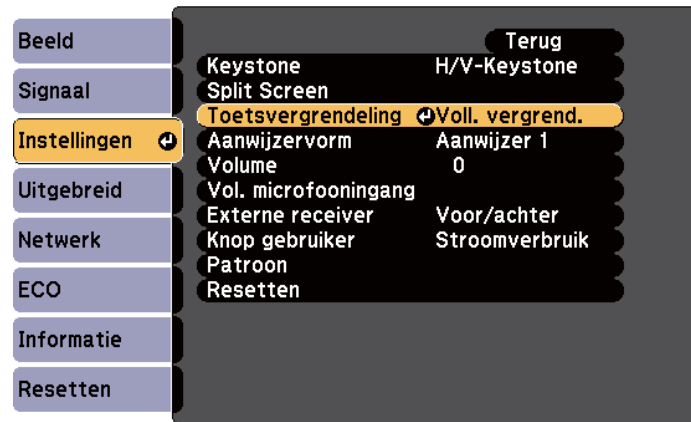 Beeld
Signaal
Instellingen
Uitgebreid
Netwerk
ECO
Informatie
Resetten
Terug
Keystone H/V-Keystone
Split Screen
Toetsvergrendeling Voll. vergrend.
Aanwijzervorm Aanwijzer 1
Volume 0
Vol. microfooningang
Externe receiver Voor/achter
Knop gebruiker Stroomverbruik
Patroon
Resetten